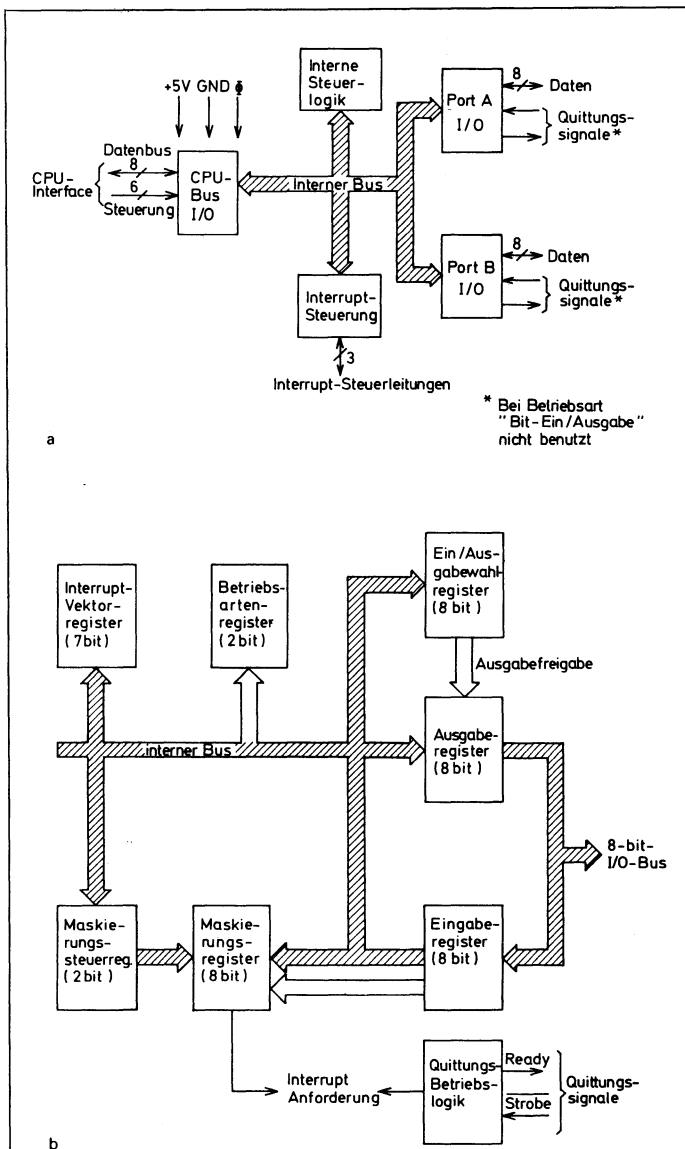 +5V GND Φ
Interne
Steuer-
logik
Port A
I/O
8
Daten
Quittungs-
signale*
CPU-
Interface
Datenbus
8
6
Steuerung
CPU-
Bus
I/O
Interner Bus
Port B
I/O
8
Daten
Quittungs-
signale*
Interrupt-
Steuerung
3
Interrupt-Steuerleitungen
* Bei Betriebsart
"Bit-Ein/Ausgabe"
nicht benutzt
a
Interrupt-
Vektor-
register
(7bit)
Betriebs-
arten-
register
(2bit)
Ein/Aus-
gabewahl-
register
(8 bit)
Ausgabefreigabe
interner Bus
Ausgabe-
register
(8 bit)
8-bit-
I/O-Bus
Maskie-
rungs-
steuerreg.
(2bit)
Maskie-
rungs-
register
(8 bit)
Eingabe-
register
(8 bit)
Interrupt
Anforderung
Quittungs-
Betriebs-
logik
Ready
Strobe
Quittungs-
signale
b